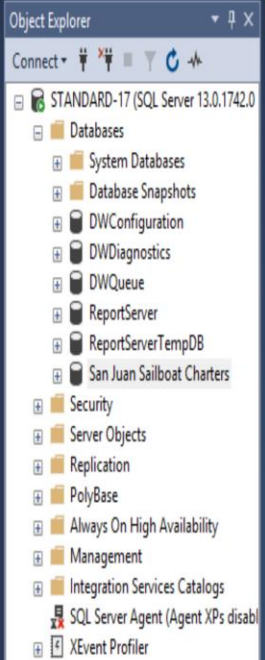 Object Explorer
Connect
STANDARD-17 (SQL Server 13.0.1742.0
Databases
System Databases
Database Snapshots
DWConfiguration
DWDiagnostics
DWQueue
ReportServer
ReportServerTempDB
San Juan Sailboat Charters
Security
Server Objects
Replication
PolyBase
Always On High Availability
Management
Integration Services Catalogs
SQL Server Agent (Agent XPs disabl
XEvent Profiler